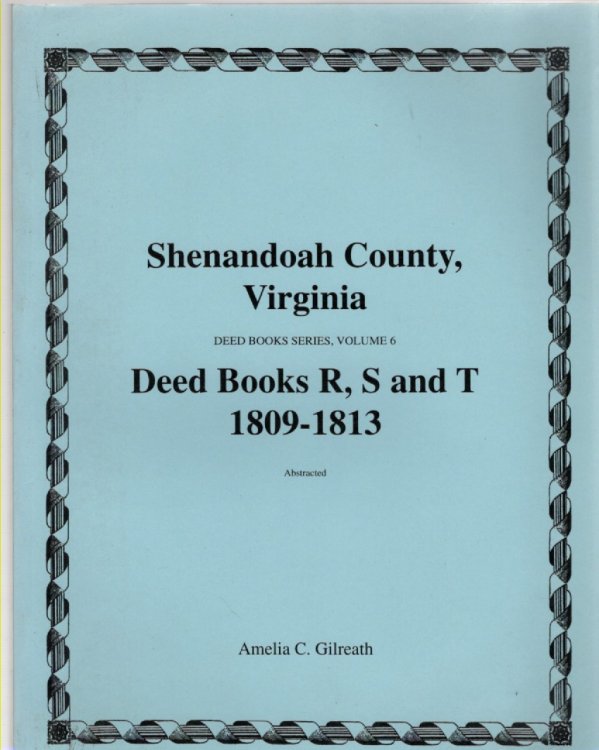 Shenandoah County,
Virginia
DEED BOOKS SERIES, VOLUME 6
Deed Books R, S and T
1809-1813
Abstracted
Amelia C. Gilreath